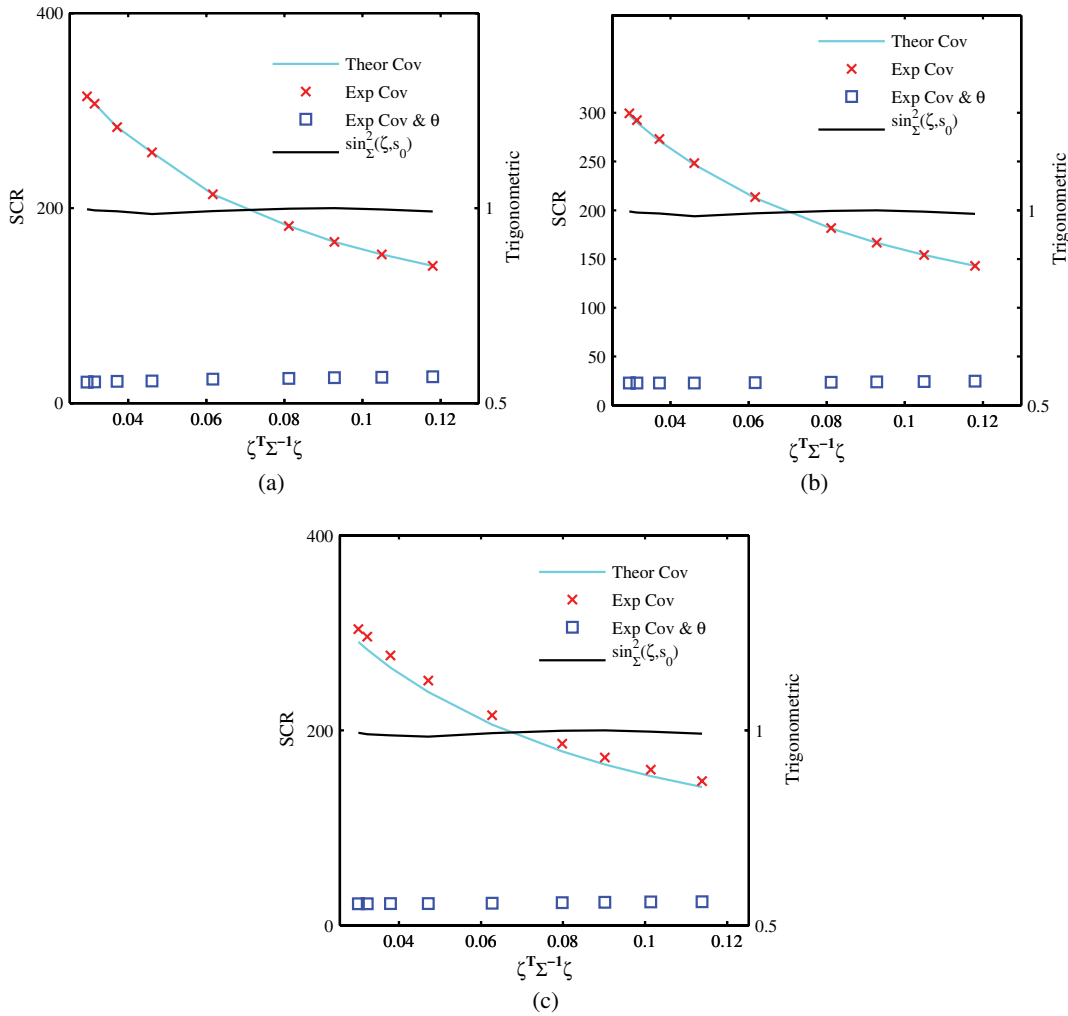 400
200
0
SCR
Theor Cov
Exp Cov
Exp Cov & θ
sin²_Σ(ζ,s₀)
1
0.5
Trigonometric
0.04 0.06 0.08 0.1 0.12
ζᵀΣ⁻¹ζ
(a)
300
250
200
150
100
50
0
SCR
Theor Cov
Exp Cov
Exp Cov & θ
sin²_Σ(ζ,s₀)
1
0.5
Trigonometric
0.04 0.06 0.08 0.1 0.12
ζᵀΣ⁻¹ζ
(b)
400
200
0
SCR
Theor Cov
Exp Cov
Exp Cov & θ
sin²_Σ(ζ,s₀)
1
0.5
Trigonometric
0.04 0.06 0.08 0.1 0.12
ζᵀΣ⁻¹ζ
(c)